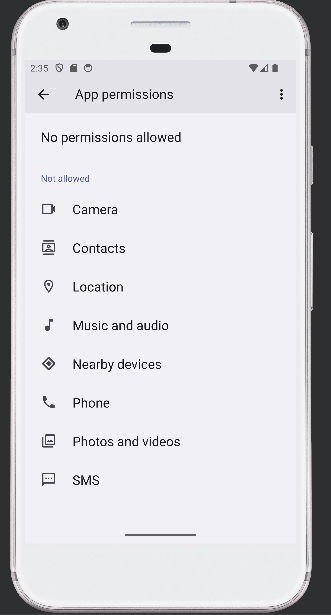 2:35
App permissions
No permissions allowed
Not allowed
Camera
Contacts
Location
Music and audio
Nearby devices
Phone
Photos and videos
SMS